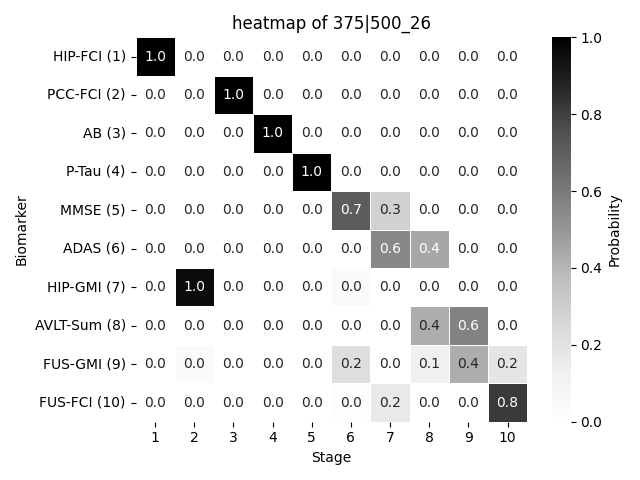 heatmap of 375|500_26
HIP-FCI (1) 1.0 0.0 0.0 0.0 0.0 0.0 0.0 0.0 0.0 0.0
PCC-FCI (2) 0.0 0.0 1.0 0.0 0.0 0.0 0.0 0.0 0.0 0.0
AB (3) 0.0 0.0 0.0 1.0 0.0 0.0 0.0 0.0 0.0 0.0
P-Tau (4) 0.0 0.0 0.0 0.0 1.0 0.0 0.0 0.0 0.0 0.0
MMSE (5) 0.0 0.0 0.0 0.0 0.0 0.7 0.3 0.0 0.0 0.0
ADAS (6) 0.0 0.0 0.0 0.0 0.0 0.0 0.6 0.4 0.0 0.0
HIP-GMI (7) 0.0 1.0 0.0 0.0 0.0 0.0 0.0 0.0 0.0 0.0
AVLT-Sum (8) 0.0 0.0 0.0 0.0 0.0 0.0 0.0 0.4 0.6 0.0
FUS-GMI (9) 0.0 0.0 0.0 0.0 0.0 0.2 0.0 0.1 0.4 0.2
FUS-FCI (10) 0.0 0.0 0.0 0.0 0.0 0.0 0.2 0.0 0.0 0.8
1 2 3 4 5 6 7 8 9 10
Stage
Biomarker
1.0
0.8
0.6
0.4
0.2
0.0
Probability